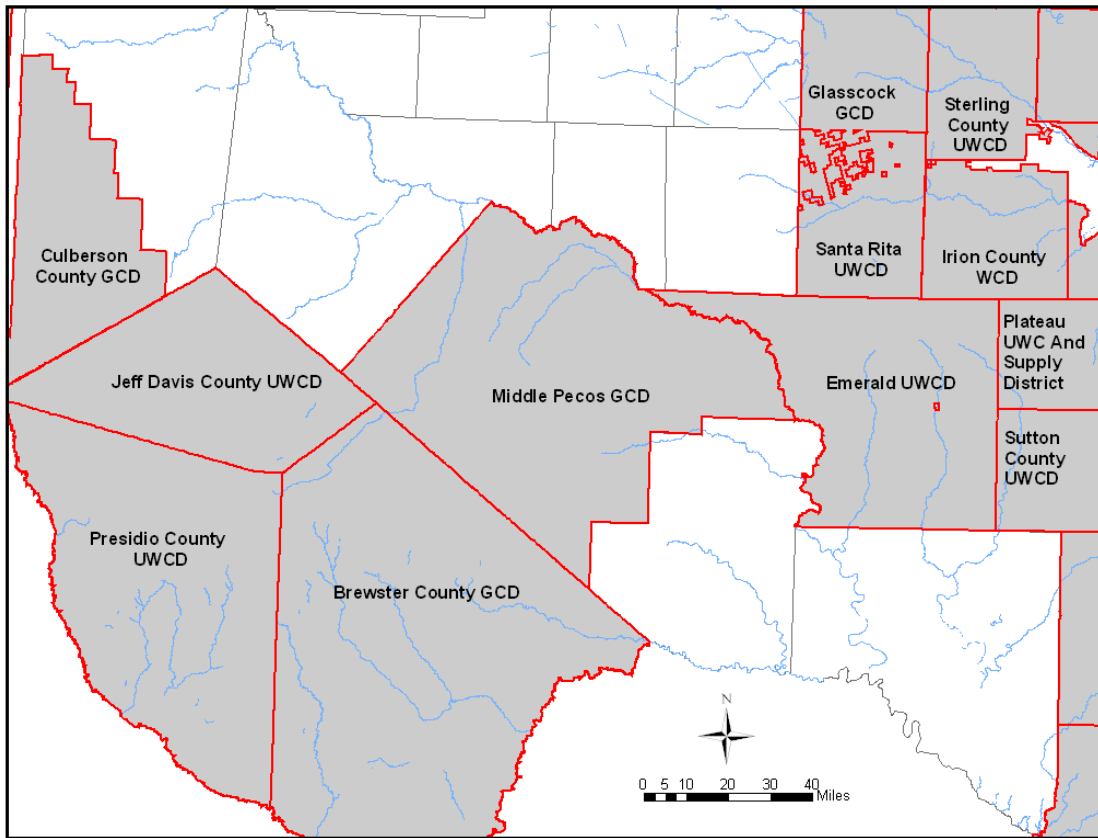 Glasscock
GCD
Sterling
County
UWCD
Culberson
County GCD
Santa Rita
UWCD
Irion County
WCD
Plateau
UWC And
Supply
District
Jeff Davis County UWCD
Middle Pecos GCD
Emerald UWCD
Sutton
County
UWCD
Presidio County
UWCD
Brewster County GCD
N
0 5 10 20 30 40
Miles